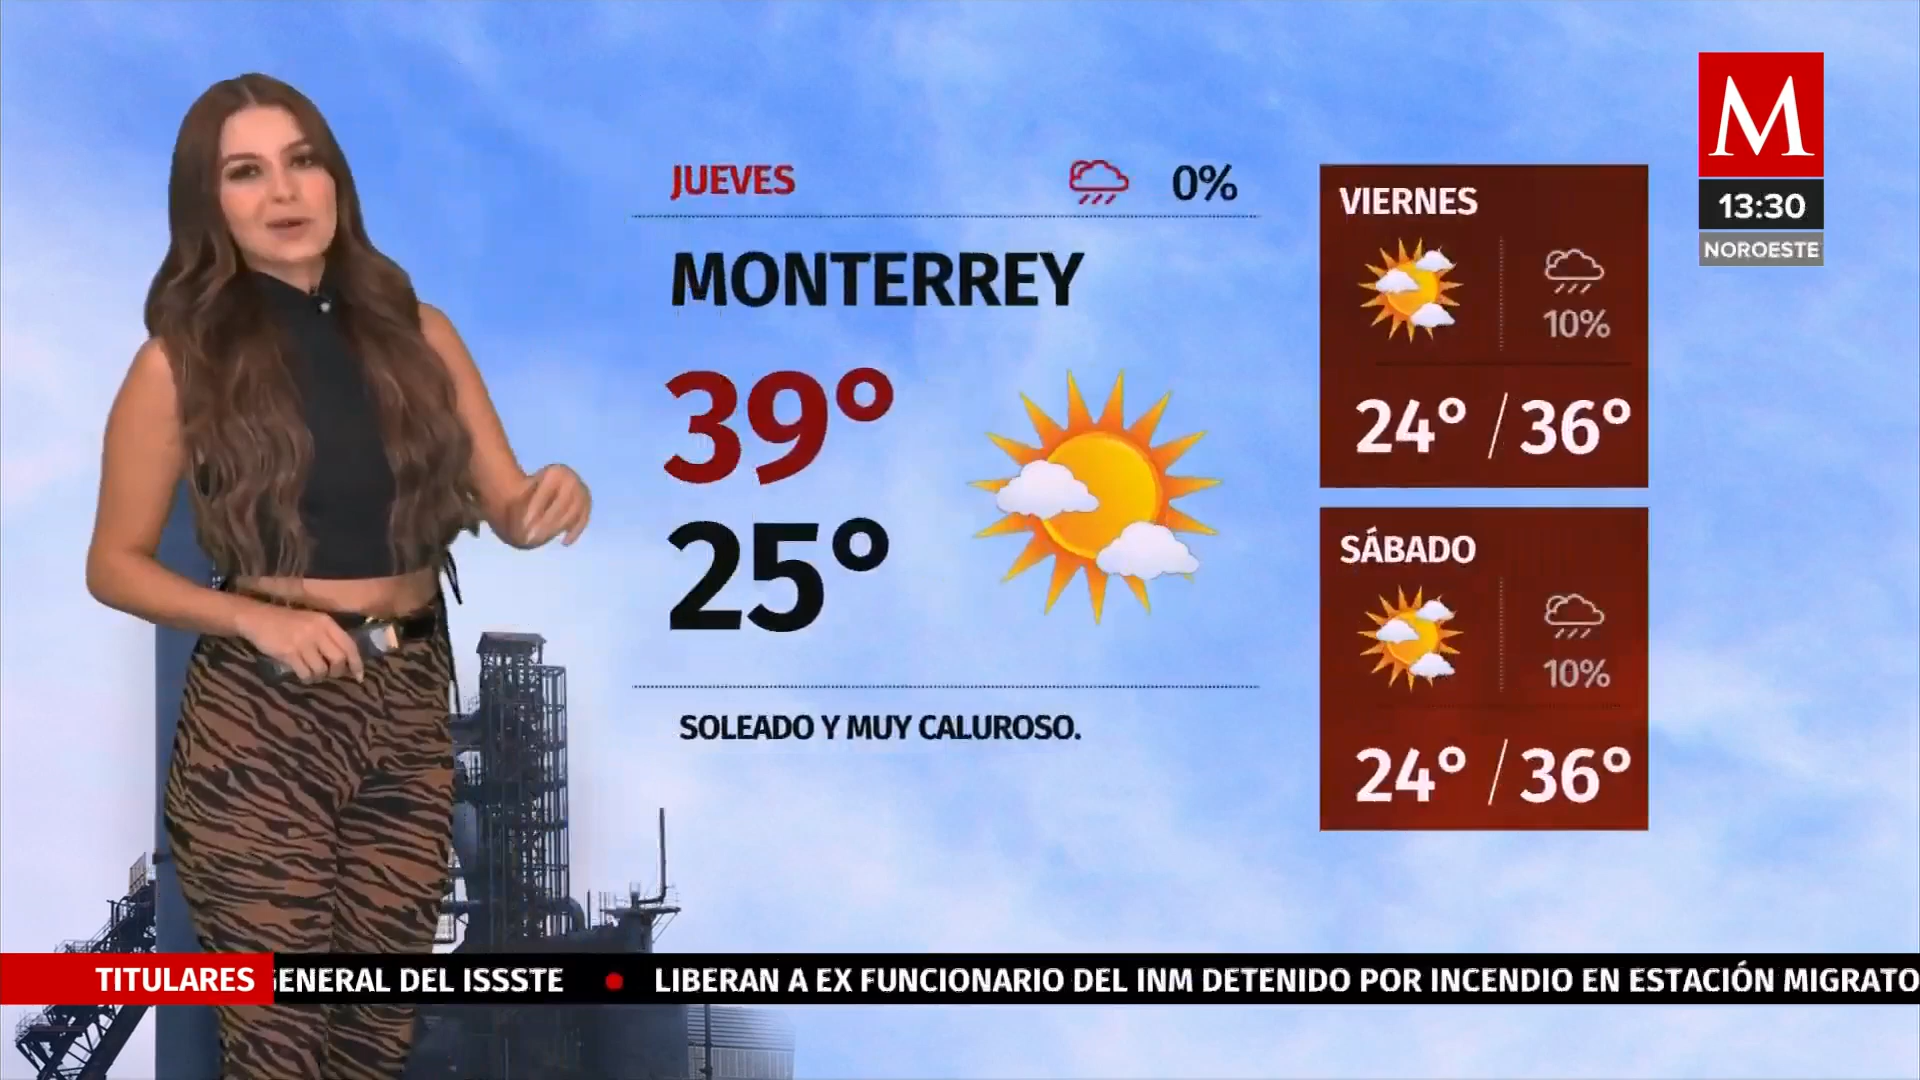 JUEVES 0%
MONTERREY
39°
25°
SOLEADO Y MUY CALUROSO.
VIERNES
10%
24° / 36°
SÁBADO
10%
24° / 36°
M
13:30
NOROESTE
TITULARES GENERAL DEL ISSSTE • LIBERAN A EX FUNCIONARIO DEL INM DETENIDO POR INCENDIO EN ESTACIÓN MIGRATO